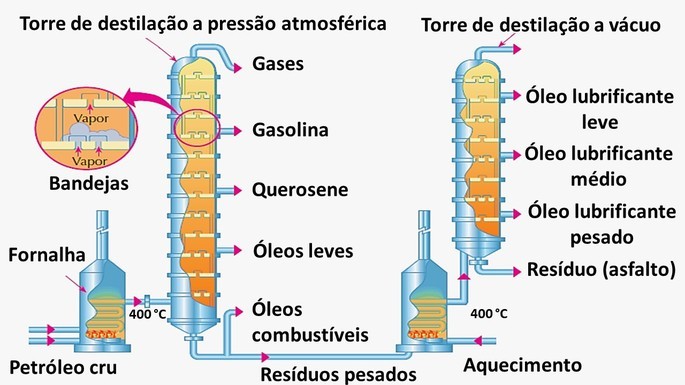 Torre de destilação a pressão atmosférica
Torre de destilação a vácuo
Gases
Óleo lubrificante
leve
Vapor
Gasolina
Vapor
Óleo lubrificante
médio
Bandejas
Querosene
Óleo lubrificante
pesado
Fornalha
Óleos leves
Resíduo (asfalto)
400 °C
Óleos
combustíveis
400 °C
Petróleo cru
Resíduos pesados
Aquecimento